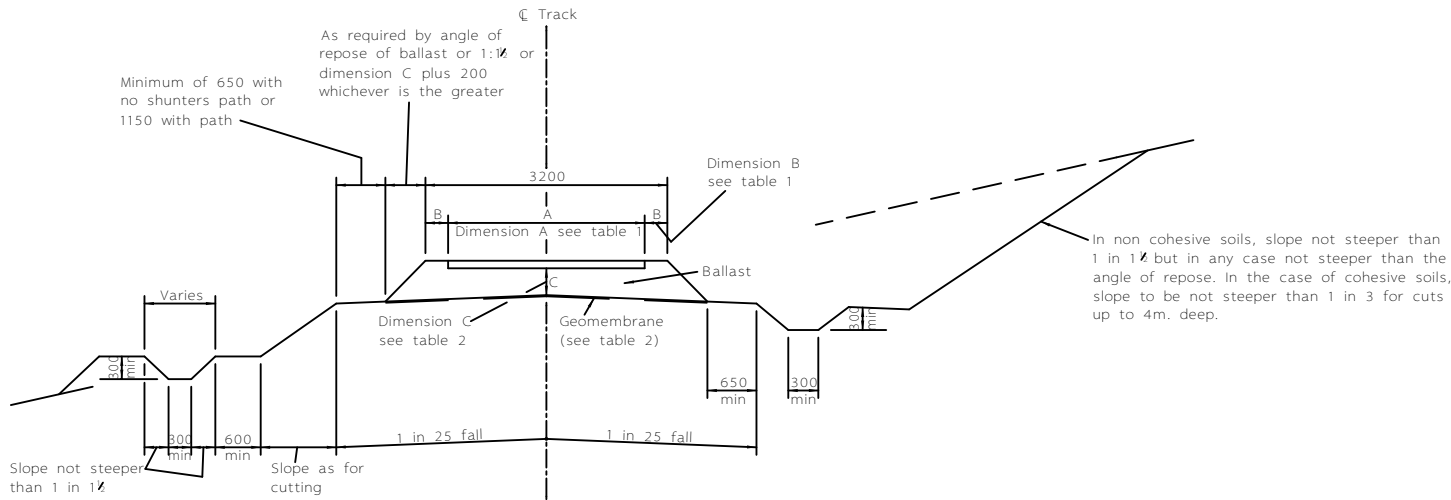 ℄ Track
As required by angle of
repose of ballast or 1:1½ or
dimension C plus 200
whichever is the greater
Minimum of 650 with
no shunters path or
1150 with path
Dimension B
see table 1
3200
B
A
B
Dimension A see table 1
In non cohesive soils, slope not steeper than
1 in 1½ but in any case not steeper than the
angle of repose. In the case of cohesive soils,
slope to be not steeper than 1 in 3 for cuts
up to 4m. deep.
Ballast
C
Varies
Dimension C
see table 2
Geomembrane
(see table 2)
300
min
300
min
650
min
300
min
1 in 25 fall
1 in 25 fall
300
min
600
min
Slope not steeper
than 1 in 1½
Slope as for
cutting